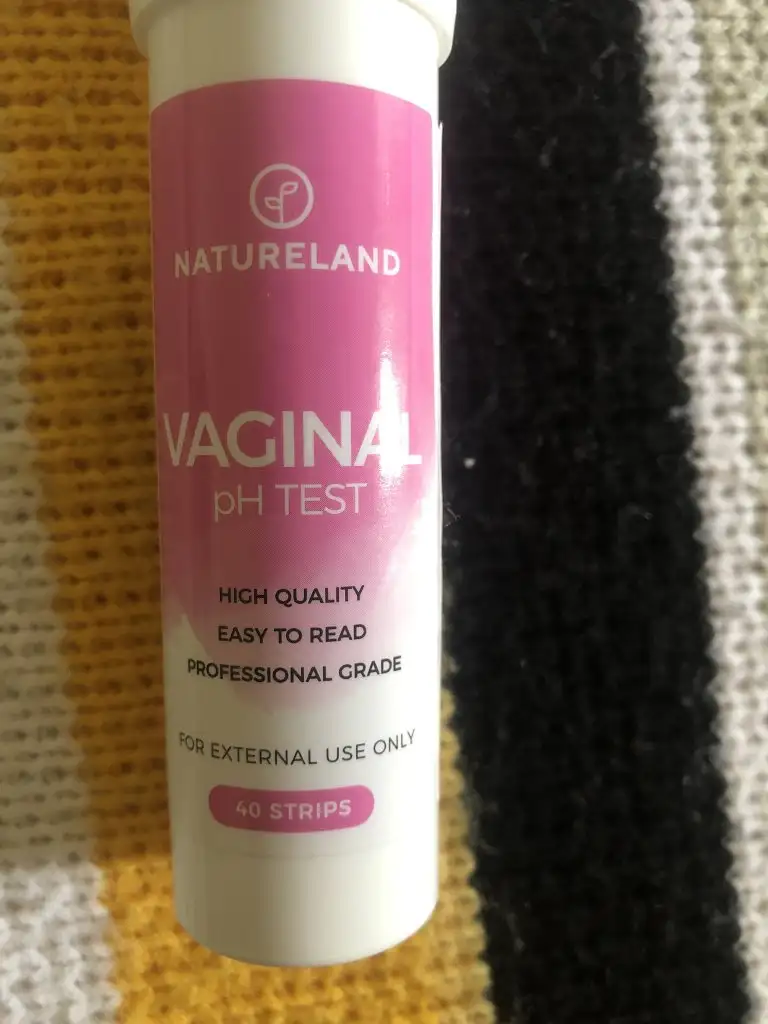 NATURELAND
VAGINAL
pH TEST
HIGH QUALITY
EASY TO READ
PROFESSIONAL GRADE
FOR EXTERNAL USE ONLY
40 STRIPS